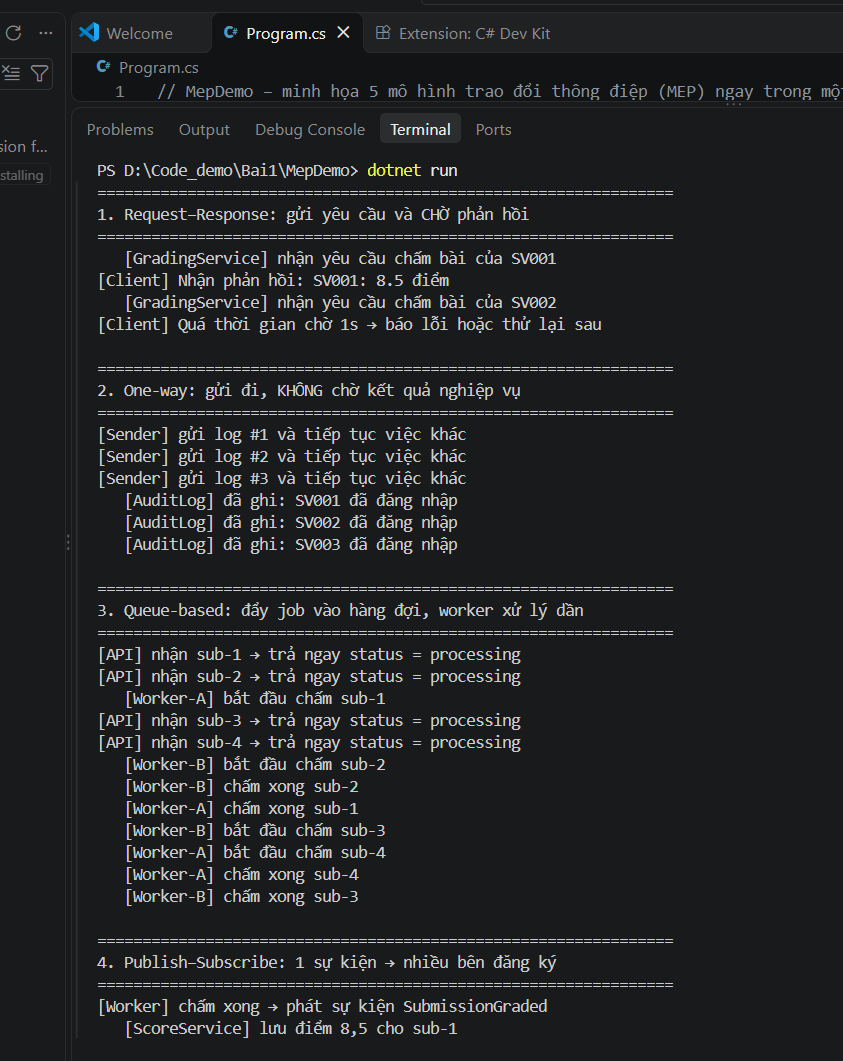 Welcome
Program.cs
Extension: C# Dev Kit
Program.cs
1 // MepDemo – minh họa 5 mô hình trao đổi thông điệp (MEP) ngay trong
sion f...
stalling
Problems Output Debug Console Terminal Ports
PS D:\Code_demo\Bai1\MepDemo> dotnet run
================================================================
1. Request–Response: gửi yêu cầu và CHỜ phản hồi
================================================================
[GradingService] nhận yêu cầu chấm bài của SV001
[Client] Nhận phản hồi: SV001: 8.5 điểm
[GradingService] nhận yêu cầu chấm bài của SV002
[Client] Quá thời gian chờ 1s → báo lỗi hoặc thử lại sau
================================================================
2. One-way: gửi đi, KHÔNG chờ kết quả nghiệp vụ
================================================================
[Sender] gửi log #1 và tiếp tục việc khác
[Sender] gửi log #2 và tiếp tục việc khác
[Sender] gửi log #3 và tiếp tục việc khác
[AuditLog] đã ghi: SV001 đã đăng nhập
[AuditLog] đã ghi: SV002 đã đăng nhập
[AuditLog] đã ghi: SV003 đã đăng nhập
================================================================
3. Queue-based: đẩy job vào hàng đợi, worker xử lý dần
================================================================
[API] nhận sub-1 → trả ngay status = processing
[API] nhận sub-2 → trả ngay status = processing
[Worker-A] bắt đầu chấm sub-1
[API] nhận sub-3 → trả ngay status = processing
[API] nhận sub-4 → trả ngay status = processing
[Worker-B] bắt đầu chấm sub-2
[Worker-B] chấm xong sub-2
[Worker-A] chấm xong sub-1
[Worker-B] bắt đầu chấm sub-3
[Worker-A] bắt đầu chấm sub-4
[Worker-A] chấm xong sub-4
[Worker-B] chấm xong sub-3
================================================================
4. Publish–Subscribe: 1 sự kiện → nhiều bên đăng ký
================================================================
[Worker] chấm xong → phát sự kiện SubmissionGraded
[ScoreService] lưu điểm 8,5 cho sub-1